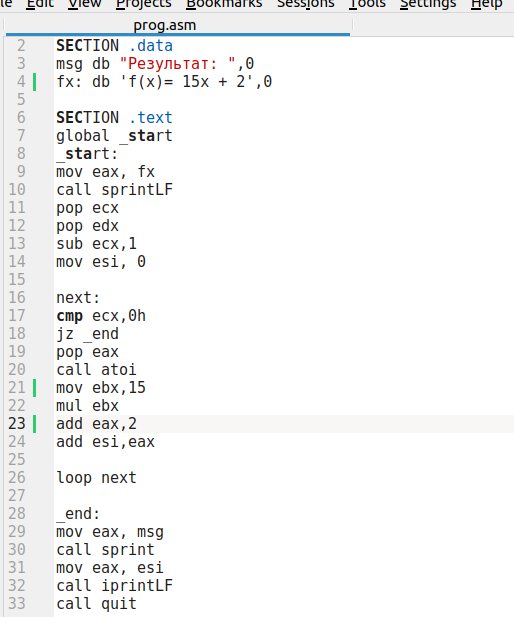 le Edit View Projects Bookmarks Sessions Tools Settings Help
prog.asm
2 SECTION .data
3 msg db "Результат: ",0
4 fx: db 'f(x)= 15x + 2',0
5
6 SECTION .text
7 global _start
8 _start:
9 mov eax, fx
10 call sprintLF
11 pop ecx
12 pop edx
13 sub ecx,1
14 mov esi, 0
15
16 next:
17 cmp ecx,0h
18 jz _end
19 pop eax
20 call atoi
21 mov ebx,15
22 mul ebx
23 add eax,2
24 add esi,eax
25
26 loop next
27
28 _end:
29 mov eax, msg
30 call sprint
31 mov eax, esi
32 call iprintLF
33 call quit